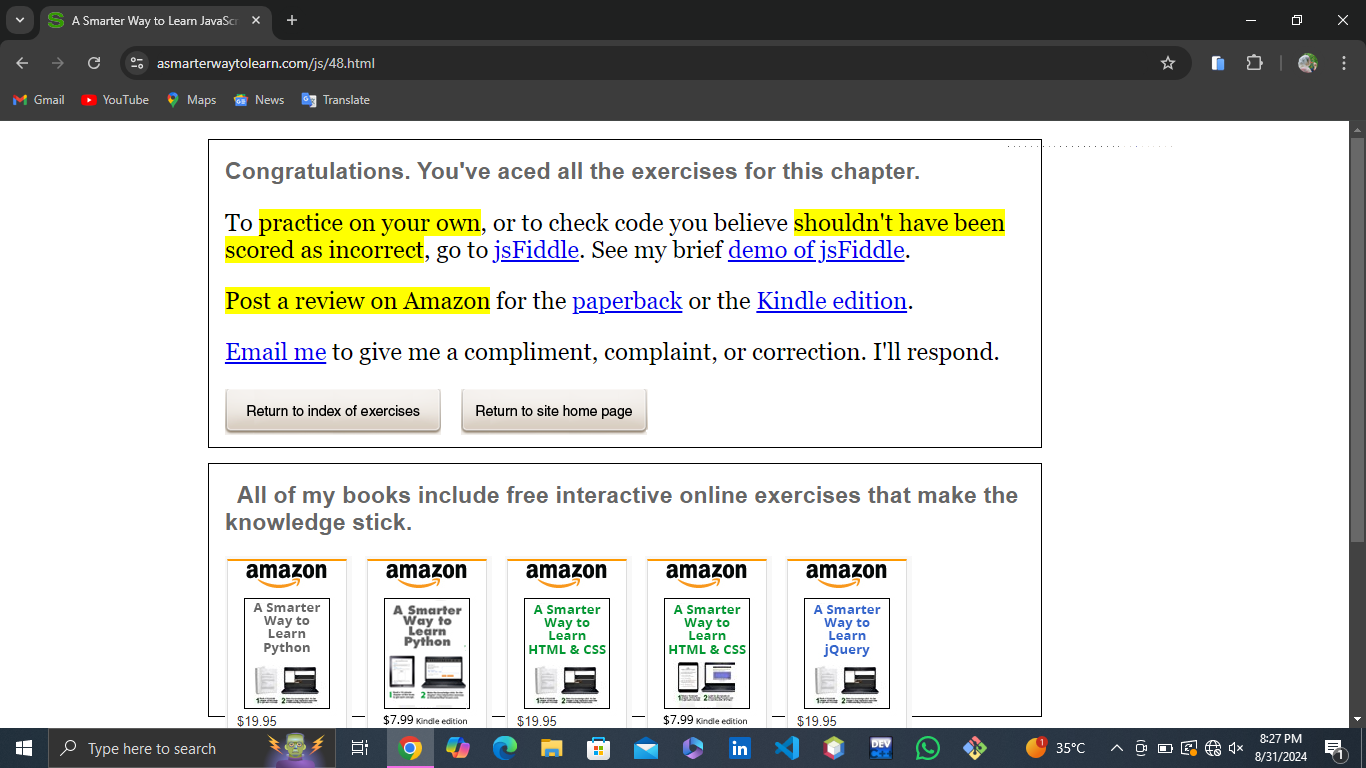 A Smarter Way to Learn JavaScr
asmarterwaytolearn.com/js/48.html
Gmail YouTube Maps News Translate
Congratulations. You've aced all the exercises for this chapter.
To practice on your own, or to check code you believe shouldn't have been
scored as incorrect, go to jsFiddle. See my brief demo of jsFiddle.
Post a review on Amazon for the paperback or the Kindle edition.
Email me to give me a compliment, complaint, or correction. I'll respond.
Return to index of exercises Return to site home page
All of my books include free interactive online exercises that make the
knowledge stick.
amazon amazon amazon amazon amazon
A Smarter A Smarter A Smarter A Smarter A Smarter
Way to Way to Way to Way to Way to
Learn Learn Learn Learn Learn
Python Python HTML & CSS HTML & CSS jQuery
$19.95 $7.99 Kindle edition $19.95 $7.99 Kindle edition $19.95
Type here to search 1 35°C 8:27 PM
8/31/2024 1